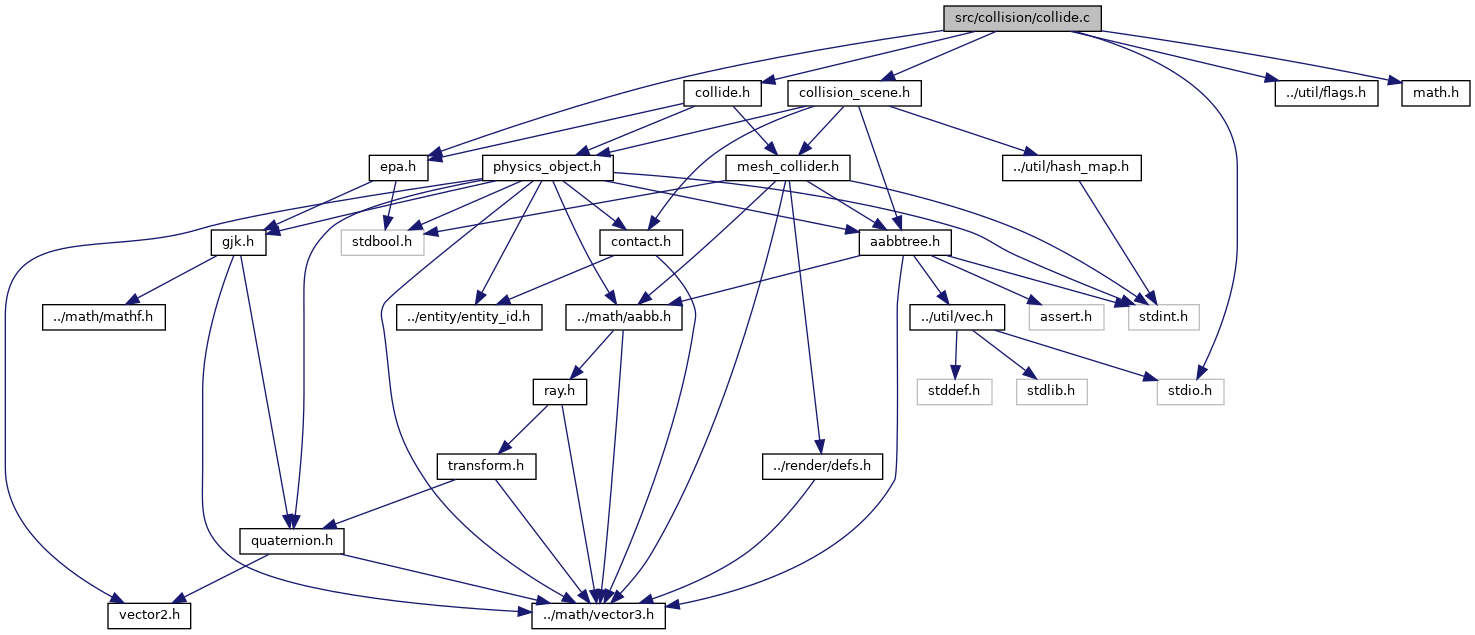 src/collision/collide.c
collide.h
collision_scene.h
../util/flags.h
math.h
epa.h
physics_object.h
mesh_collider.h
../util/hash_map.h
gjk.h
stdbool.h
contact.h
aabbtree.h
../math/mathf.h
../entity/entity_id.h
../math/aabb.h
../util/vec.h
assert.h
stdint.h
ray.h
stddef.h
stdlib.h
stdio.h
transform.h
../render/defs.h
quaternion.h
vector2.h
../math/vector3.h